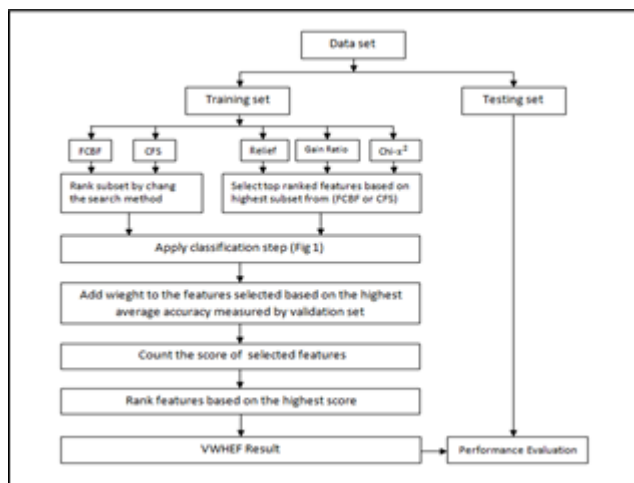 Data set
Training set
Testing set
FCBF
CFS
Relief
Gain Ratio
Chi-x²
Rank subset by chang
the search method
Select top ranked features based on
highest subset from (FCBF or CFS)
Apply classification step (Fig 1)
Add wieght to the features selected based on the highest
average accuracy measured by validation set
Count the score of selected features
Rank features based on the highest score
VWHEF Result
Performance Evaluation